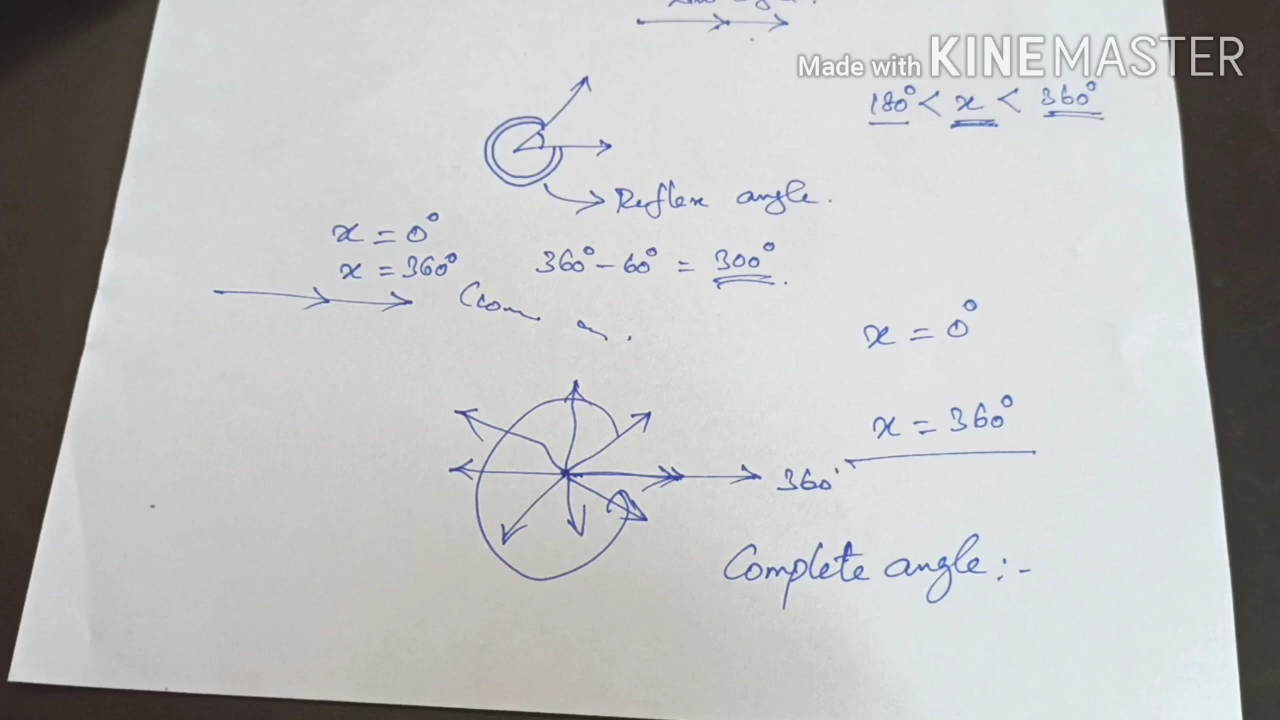 Made with KINEMASTER
180° < x < 360°
Reflex angle.
x = 0°
x = 360°
360° - 60° = 300°.
x = 0°
x = 360°
360°
Complete angle :-